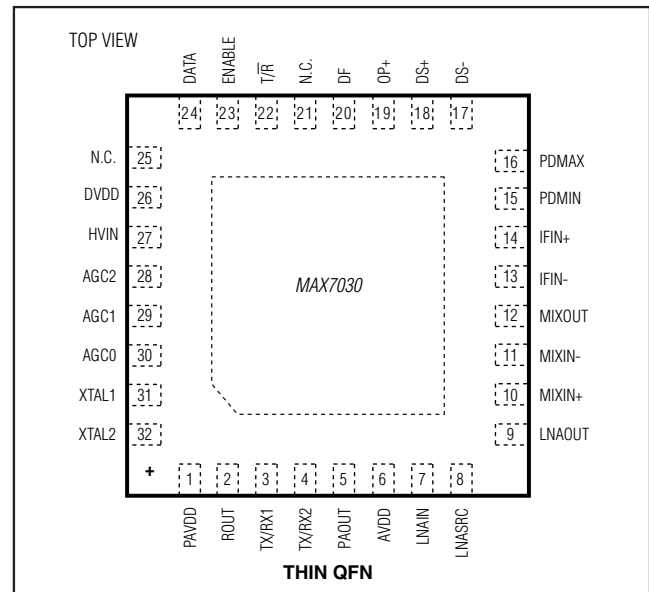 TOP VIEW
DATA
ENABLE
T/R̅
N.C.
DF
OP+
DS+
DS-
24 23 22 21 20 19 18 17
N.C. 25
DVDD 26
HVIN 27
AGC2 28
AGC1 29
AGC0 30
XTAL1 31
XTAL2 32
MAX7030
16 PDMAX
15 PDMIN
14 IFIN+
13 IFIN-
12 MIXOUT
11 MIXIN-
10 MIXIN+
9 LNAOUT
+
1 2 3 4 5 6 7 8
PAVDD
ROUT
TX/RX1
TX/RX2
PAOUT
AVDD
LNAIN
LNASRC
THIN QFN